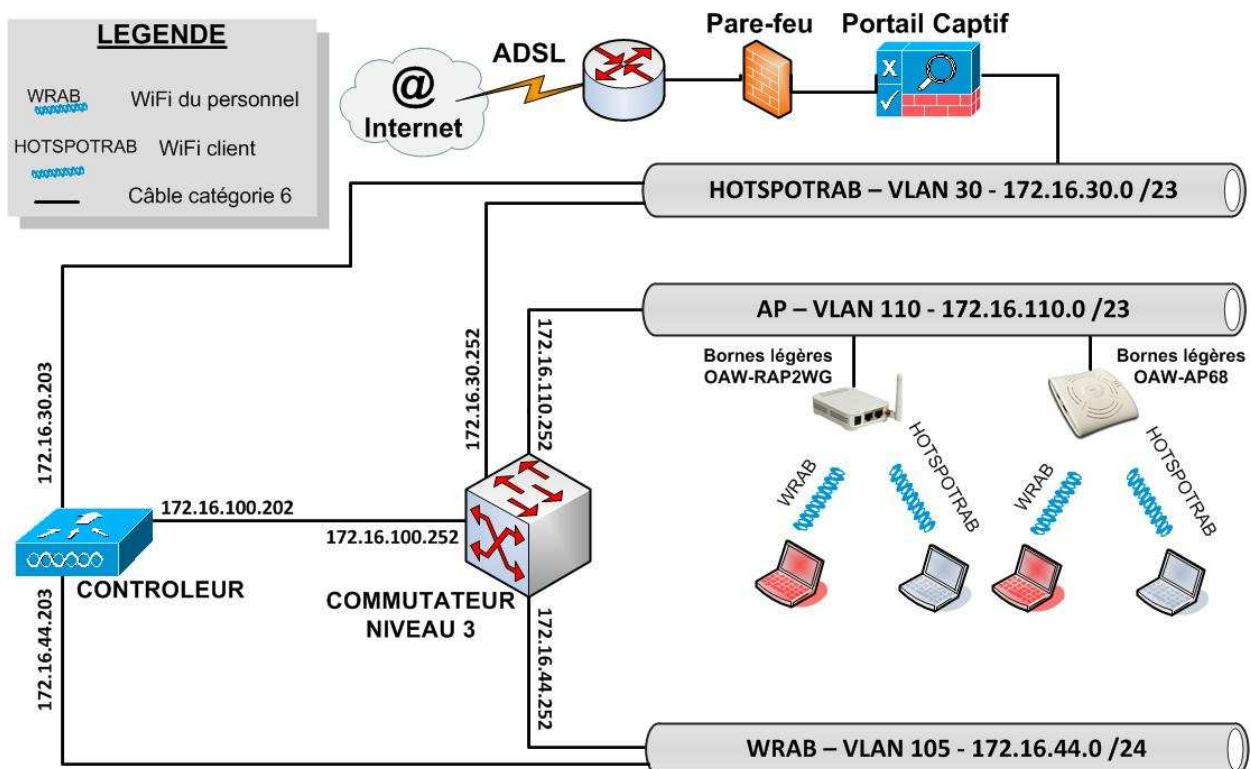 LEGENDE
WRAB
WiFi du personnel
HOTSPOTRAB
WiFi client
Câble catégorie 6
@
Internet
ADSL
Pare-feu
Portail Captif
X
HOTSPOTRAB – VLAN 30 - 172.16.30.0 /23
AP – VLAN 110 - 172.16.110.0 /23
172.16.30.203
172.16.30.252
172.16.110.252
Bornes légères
OAW-RAP2WG
Bornes légères
OAW-AP68
WRAB
HOTSPOTRAB
WRAB
HOTSPOTRAB
172.16.100.202
172.16.100.252
CONTROLEUR
COMMUTATEUR
NIVEAU 3
172.16.44.203
172.16.44.252
WRAB – VLAN 105 - 172.16.44.0 /24